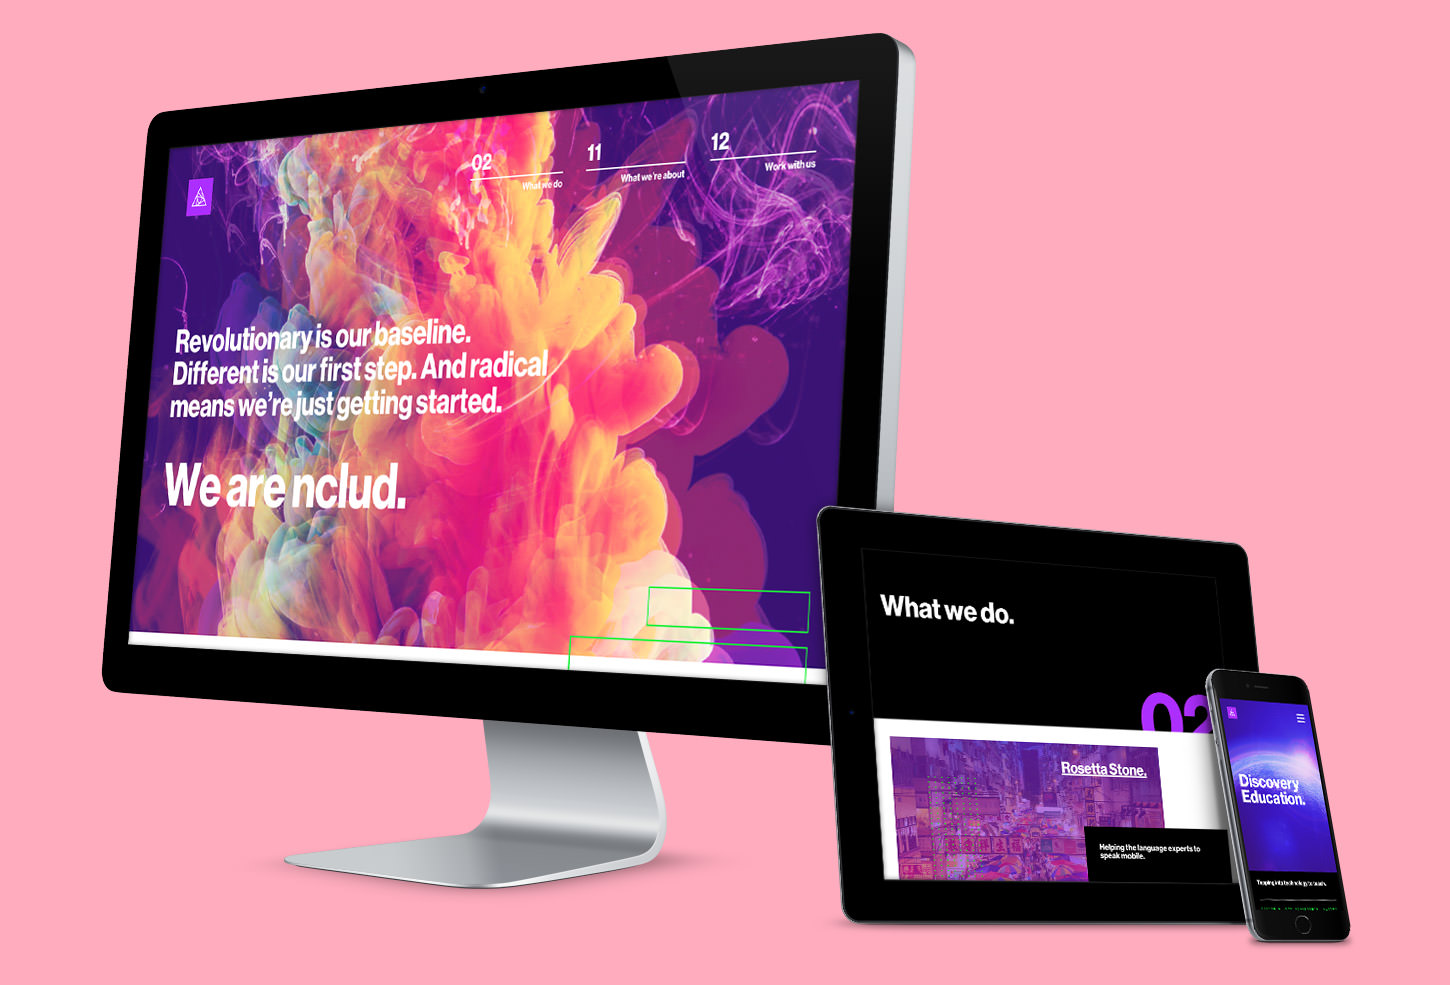 02
What we do
11
What we're about
12
Work with us
Revolutionary is our baseline.
Different is our first step. And radical
means we're just getting started.
We are nclud.
What we do.
02
Rosetta Stone.
Helping the language experts to
speak mobile.
Discovery
Education.